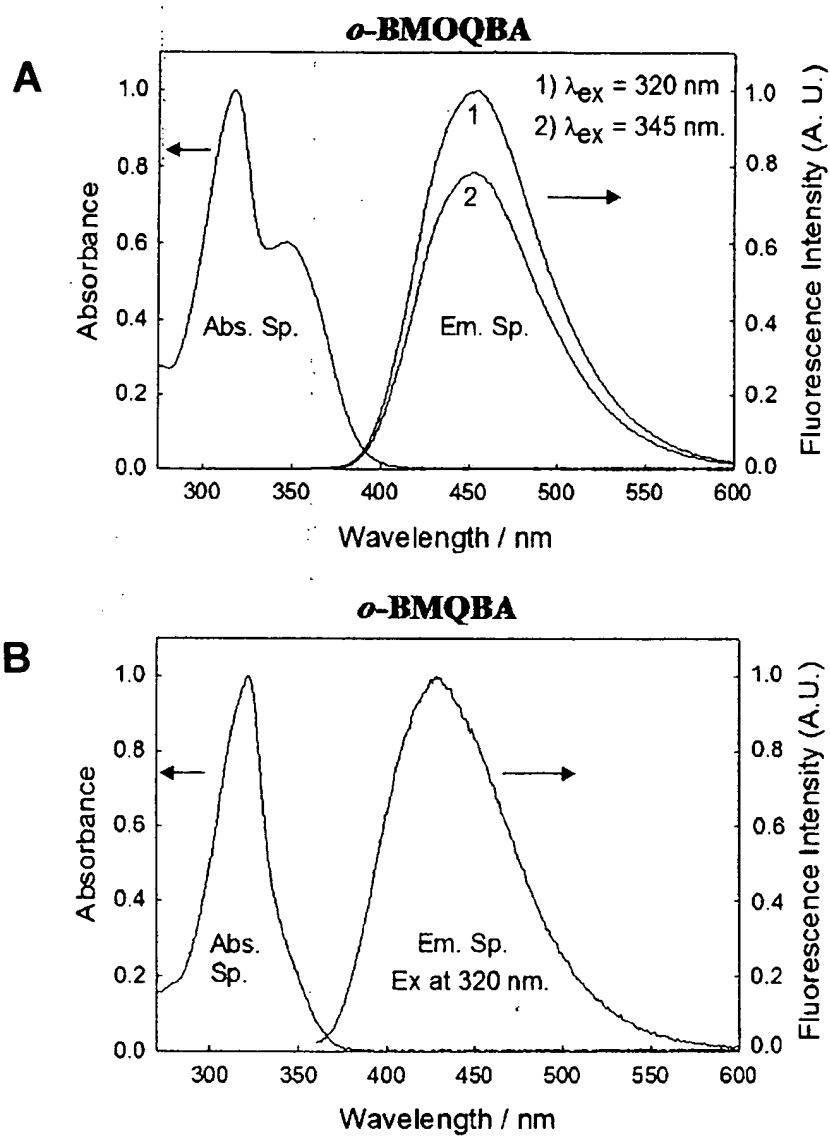 o-BMOQBA
A
1) λex = 320 nm
2) λex = 345 nm.
1
2
Abs. Sp.
Em. Sp.
Absorbance
Fluorescence Intensity (A. U.)
1.0
0.8
0.6
0.4
0.2
0.0
1.0
0.8
0.6
0.4
0.2
0.0
300 350 400 450 500 550 600
Wavelength / nm
o-BMQBA
B
Abs.
Sp.
Em. Sp.
Ex at 320 nm.
Absorbance
Fluorescence Intensity (A.U.)
1.0
0.8
0.6
0.4
0.2
0.0
1.0
0.8
0.6
0.4
0.2
0.0
300 350 400 450 500 550 600
Wavelength / nm